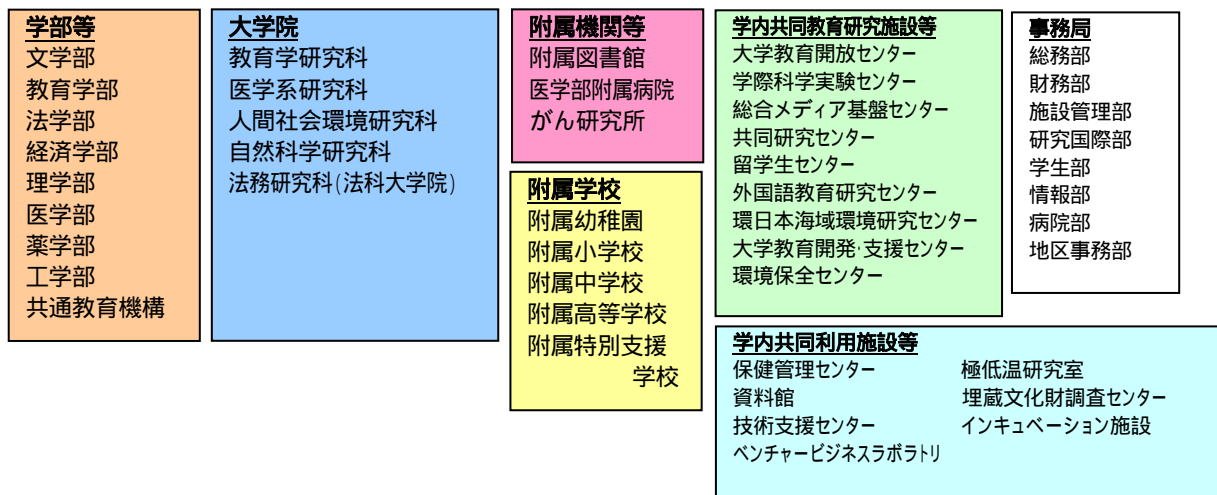 学部等
文学部
教育学部
法学部
経済学部
理学部
医学部
薬学部
工学部
共通教育機構
大学院
教育学研究科
医学系研究科
人間社会環境研究科
自然科学研究科
法務研究科(法科大学院)
附属機関等
附属図書館
医学部附属病院
がん研究所
附属学校
附属幼稚園
附属小学校
附属中学校
附属高等学校
附属特別支援
学校
学内共同教育研究施設等
大学教育開放センター
学際科学実験センター
総合メディア基盤センター
共同研究センター
留学生センター
外国語教育研究センター
環日本海域環境研究センター
大学教育開発・支援センター
環境保全センター
事務局
総務部
財務部
施設管理部
研究国際部
学生部
情報部
病院部
地区事務部
学内共同利用施設等
保健管理センター 極低温研究室
資料館 埋蔵文化財調査センター
技術支援センター インキュベーション施設
ベンチャービジネスラボラトリ